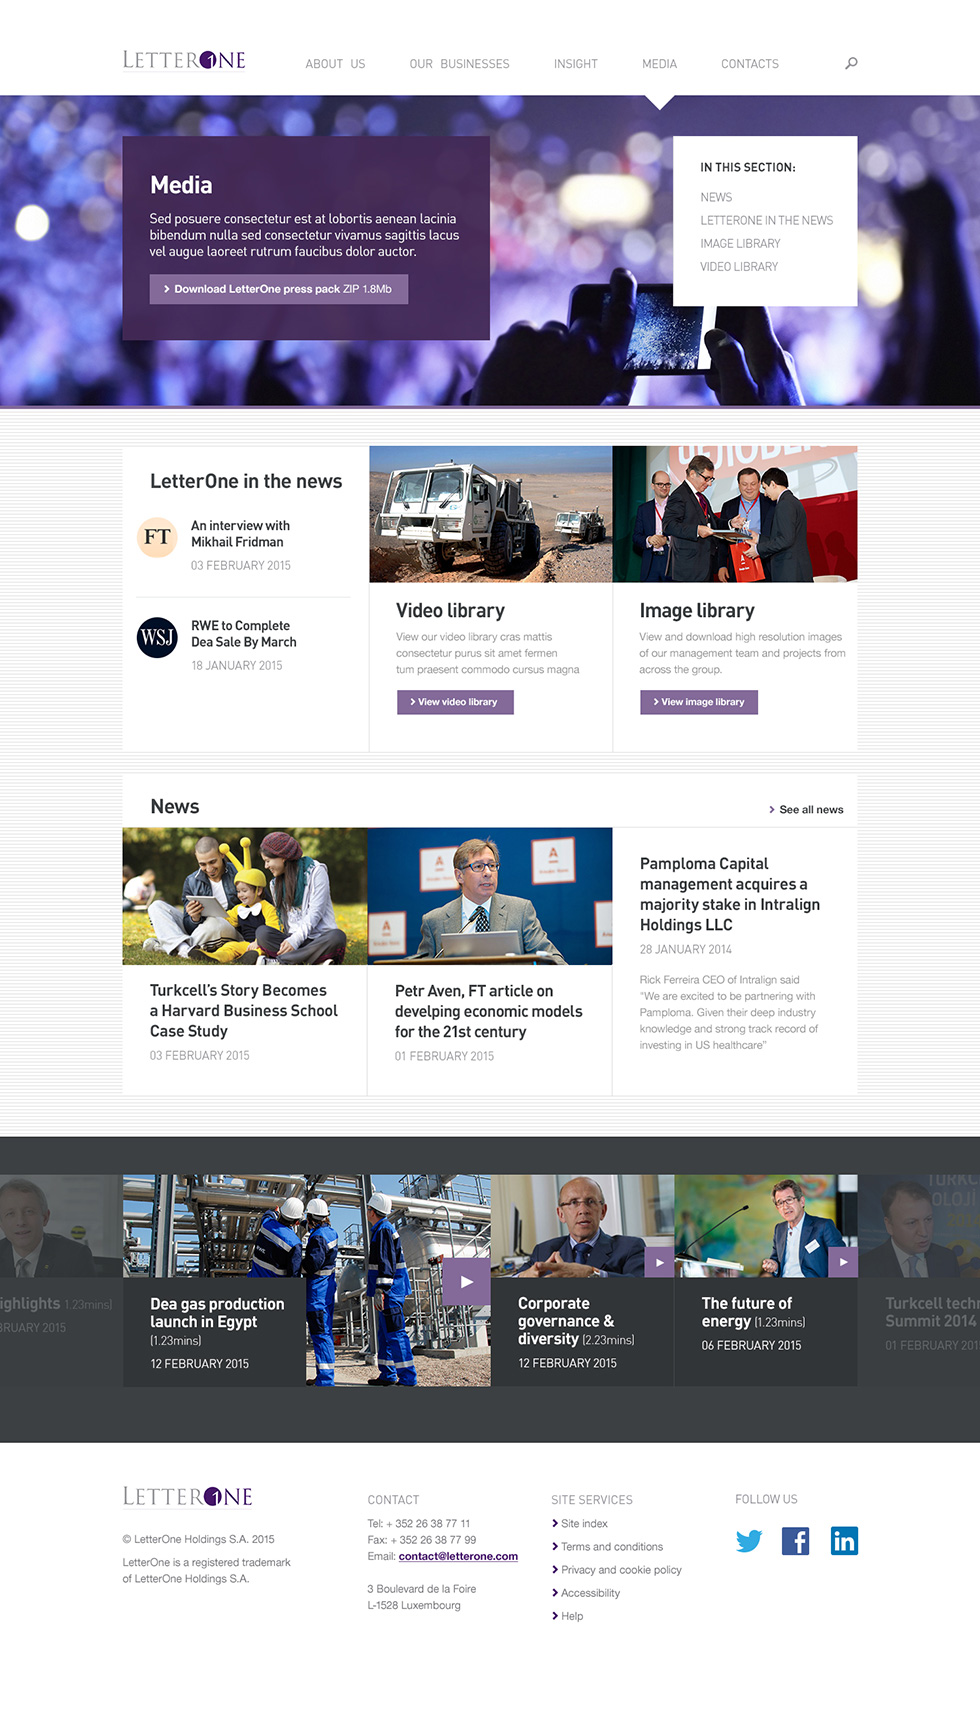 LETTERONE
ABOUT US
OUR BUSINESSES
INSIGHT
MEDIA
CONTACTS
Media
Sed posuere consectetur est at lobortis aenean lacinia
bibendum nulla sed consectetur vivamus sagittis lacus
vel augue laoreet rutrum faucibus dolor auctor.
Download LetterOne press pack ZIP 1.8Mb
IN THIS SECTION:
NEWS
LETTERONE IN THE NEWS
IMAGE LIBRARY
VIDEO LIBRARY
LetterOne in the news
FT
An interview with
Mikhail Fridman
03 FEBRUARY 2015
WSJ
RWE to Complete
Dea Sale By March
18 JANUARY 2015
Video library
View our video library cras mattis
consectetur purus sit amet fermen
tum praesent commodo cursus magna
View video library
Image library
View and download high resolution images
of our management team and projects from
across the group.
View image library
News
See all news
Turkcell's Story Becomes
a Harvard Business School
Case Study
03 FEBRUARY 2015
Petr Aven, FT article on
develping economic models
for the 21st century
01 FEBRUARY 2015
Pamploma Capital
management acquires a
majority stake in Intralign
Holdings LLC
28 JANUARY 2014
Rick Ferreira CEO of Intralign said
"We are excited to be partnering with
Pamploma. Given their deep industry
knowledge and strong track record of
investing in US healthcare"
ighlights 1.23mins)
BRUARY 2015
Dea gas production
launch in Egypt
(1.23mins)
12 FEBRUARY 2015
Corporate
governance &
diversity (2.23mins)
12 FEBRUARY 2015
The future of
energy (1.23mins)
06 FEBRUARY 2015
TURKC
OLOJ
Turkcell techn
Summit 2014
01 FEBRUARY 201
LETTERONE
© LetterOne Holdings S.A. 2015
LetterOne is a registered trademark
of LetterOne Holdings S.A.
CONTACT
Tel: + 352 26 38 77 11
Fax: + 352 26 38 77 99
Email: contact@letterone.com
3 Boulevard de la Foire
L-1528 Luxembourg
SITE SERVICES
Site index
Terms and conditions
Privacy and cookie policy
Accessibility
Help
FOLLOW US